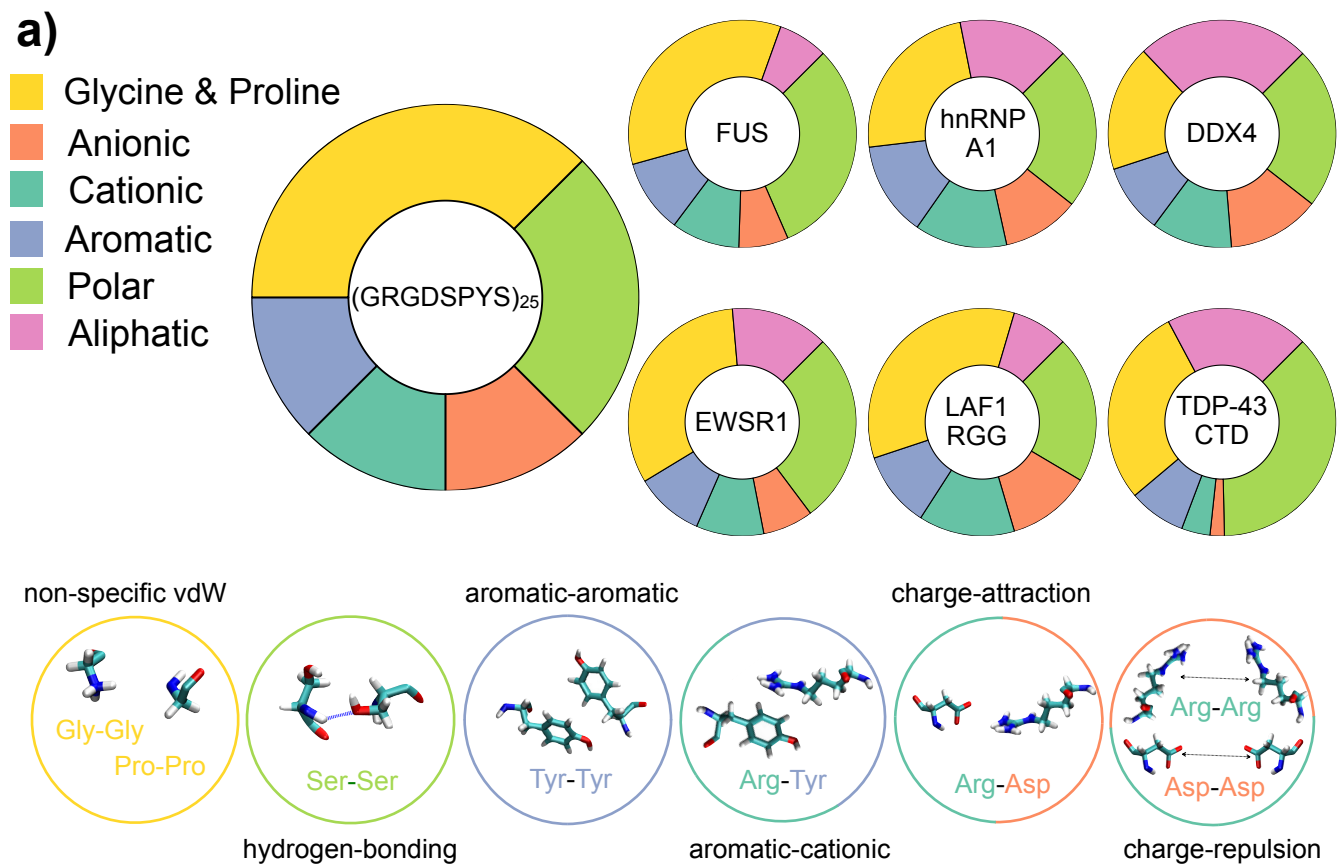 a)
Glycine & Proline
Anionic
Cationic
Aromatic
Polar
Aliphatic
(GRGDSPYS)25
FUS
hnRNP
A1
DDX4
EWSR1
LAF1
RGG
TDP-43
CTD
non-specific vdW
aromatic-aromatic
charge-attraction
Gly-Gly
Pro-Pro
Ser-Ser
Tyr-Tyr
Arg-Tyr
Arg-Asp
Arg-Arg
Asp-Asp
hydrogen-bonding
aromatic-cationic
charge-repulsion